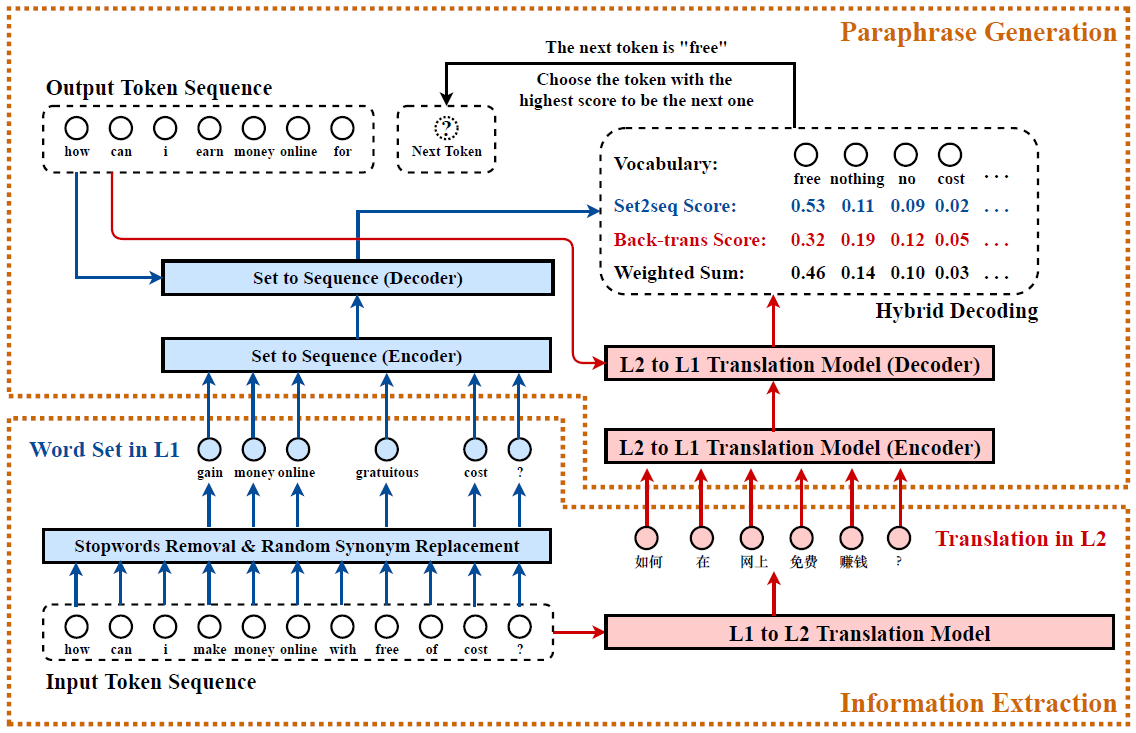 Paraphrase Generation
The next token is "free"
Choose the token with the
highest score to be the next one
Output Token Sequence
how can i earn money online for
?
Next Token
Vocabulary:
free nothing no cost ...
Set2seq Score: 0.53 0.11 0.09 0.02 ...
Back-trans Score: 0.32 0.19 0.12 0.05 ...
Weighted Sum: 0.46 0.14 0.10 0.03 ...
Hybrid Decoding
Set to Sequence (Decoder)
Set to Sequence (Encoder)
L2 to L1 Translation Model (Decoder)
L2 to L1 Translation Model (Encoder)
Word Set in L1
gain money online gratuitous cost ?
Stopwords Removal & Random Synonym Replacement
how can i make money online with free of cost ?
Input Token Sequence
Translation in L2
如何 在 网上 免费 赚钱 ?
L1 to L2 Translation Model
Information Extraction